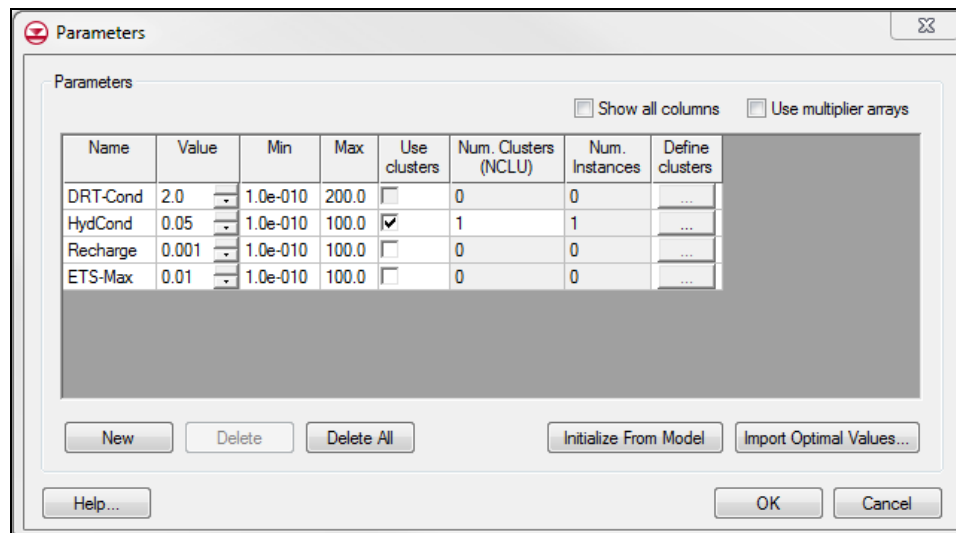 Parameters
Parameters
Show all columns Use multiplier arrays
Name Value Min Max Use clusters Num. Clusters (NCLU) Num. Instances Define clusters
DRT-Cond 2.0 1.0e-010 200.0 0 0 ...
HydCond 0.05 1.0e-010 100.0 1 1 ...
Recharge 0.001 1.0e-010 100.0 0 0 ...
ETS-Max 0.01 1.0e-010 100.0 0 0 ...
New Delete Delete All Initialize From Model Import Optimal Values...
Help... OK Cancel